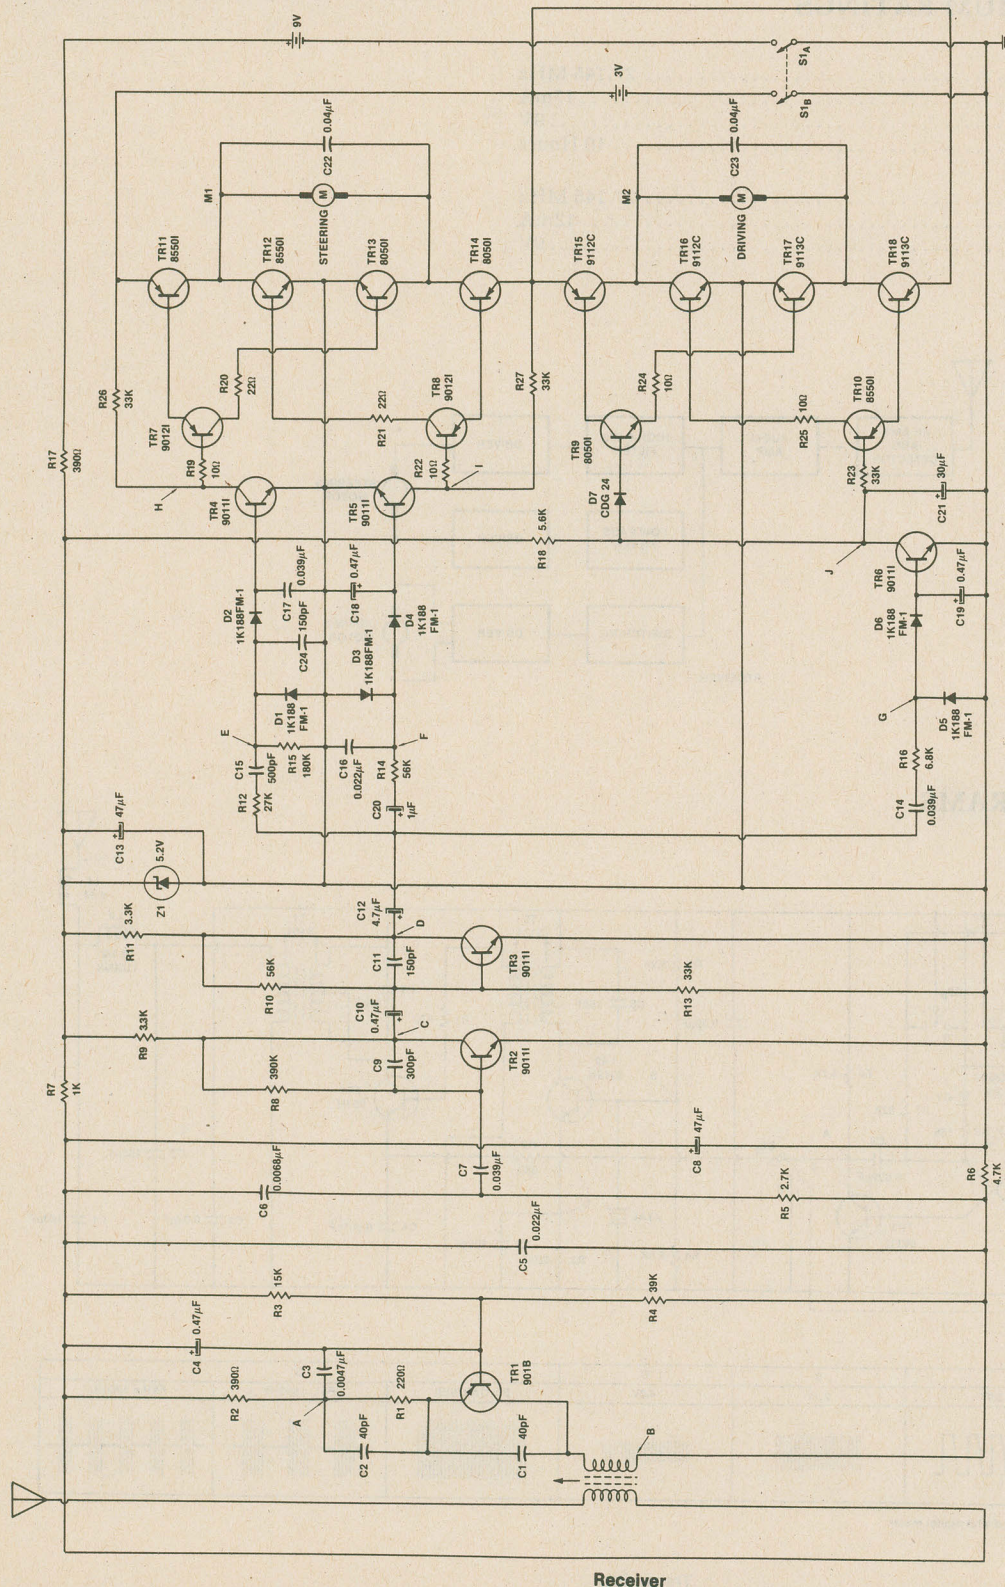 9V
S1A
3V
S1B
0.04µF
C22
M1
M
STEERING
0.04µF
C23
M2
M
DRIVING
TR11
8550I
TR12
8550I
TR13
8050I
TR14
8050I
TR15
9112C
TR16
9112C
TR17
9113C
TR18
9113C
R26
33K
R20
22Ω
R21
22Ω
TR8
9012I
R27
33K
R24
10Ω
R25
10Ω
TR10
8550I
R17
390Ω
TR7
9012I
R19
10Ω
R22
10Ω
TR9
8050I
R23
33K
H
TR4
9011I
TR5
9011I
I
D7
CDG 24
C21
30µF
R18
5.6K
J
TR6
9011I
D2
1K188FM-1
C17
0.039µF
C18
0.47µF
D4
1K188
FM-1
D6
1K188
FM-1
C19
0.47µF
C24
150pF
D1
1K188
FM-1
D3
1K188FM-1
G
D5
1K188
FM-1
E
C15
500pF
R15
180K
C16
0.022µF
R14
56K
F
R16
6.8K
R12
27K
C20
1µF
C14
0.039µF
C13
47µF
Z1
5.2V
R11
3.3K
C12
4.7µF
D
C11
150pF
TR3
9011I
R10
56K
R13
33K
R9
3.3K
C10
0.47µF
C
C9
300pF
TR2
9011I
R7
1K
R8
390K
C8
47µF
C6
0.0068µF
C7
0.039µF
R5
2.7K
R6
4.7K
C5
0.022µF
R3
15K
R4
39K
C4
0.47µF
C3
0.0047µF
R2
390Ω
A
R1
220Ω
TR1
901B
C2
40pF
C1
40pF
B
Receiver